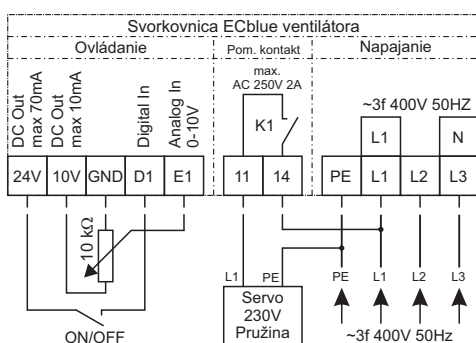 Svorkovnica ECblue ventilátora
Ovládanie
Pom. kontakt
Napajanie
DC Out
max 70mA
DC Out
max 10mA
Digital In
Analog In
0-10V
max.
AC 250V 2A
K1
~3f 400V 50HZ
L1
N
24V
10V
GND
D1
E1
11
14
PE
L1
L2
L3
10 kΩ
L1
PE
PE
L1
L2
L3
Servo
230V
Pružina
ON/OFF
~3f 400V 50Hz